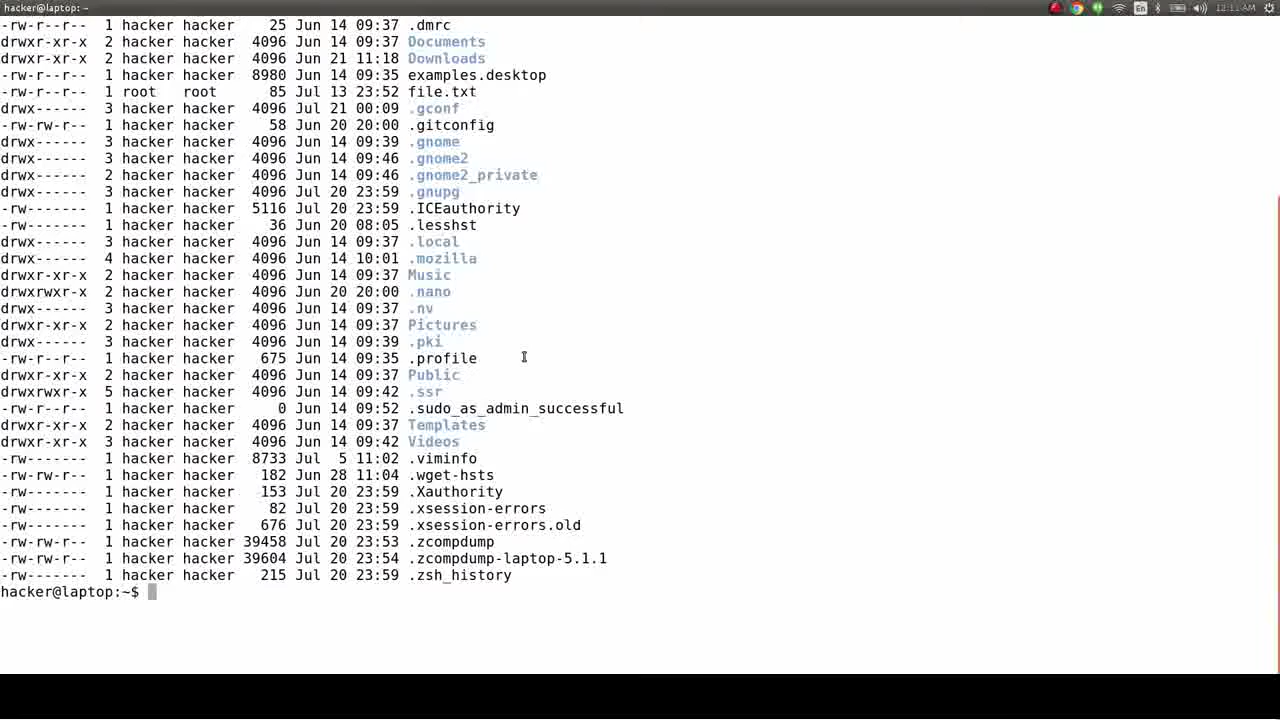 hacker@laptop: ~
En
12:11 AM
-rw-r--r--  1 hacker hacker    25 Jun 14 09:37 .dmrc
drwxr-xr-x  2 hacker hacker  4096 Jun 14 09:37 Documents
drwxr-xr-x  2 hacker hacker  4096 Jun 21 11:18 Downloads
-rw-r--r--  1 hacker hacker  8980 Jun 14 09:35 examples.desktop
-rw-r--r--  1 root   root      85 Jul 13 23:52 file.txt
drwx------  3 hacker hacker  4096 Jul 21 00:09 .gconf
-rw-rw-r--  1 hacker hacker    58 Jun 20 20:00 .gitconfig
drwx------  3 hacker hacker  4096 Jun 14 09:39 .gnome
drwx------  3 hacker hacker  4096 Jun 14 09:46 .gnome2
drwx------  2 hacker hacker  4096 Jun 14 09:46 .gnome2_private
drwx------  3 hacker hacker  4096 Jul 20 23:59 .gnupg
-rw-------  1 hacker hacker  5116 Jul 20 23:59 .ICEauthority
-rw-------  1 hacker hacker    36 Jun 20 08:05 .lesshst
drwx------  3 hacker hacker  4096 Jun 14 09:37 .local
drwx------  4 hacker hacker  4096 Jun 14 10:01 .mozilla
drwxr-xr-x  2 hacker hacker  4096 Jun 14 09:37 Music
drwxrwxr-x  2 hacker hacker  4096 Jun 20 20:00 .nano
drwx------  3 hacker hacker  4096 Jun 14 09:37 .nv
drwxr-xr-x  2 hacker hacker  4096 Jun 14 09:37 Pictures
drwx------  3 hacker hacker  4096 Jun 14 09:39 .pki
-rw-r--r--  1 hacker hacker   675 Jun 14 09:35 .profile
drwxr-xr-x  2 hacker hacker  4096 Jun 14 09:37 Public
drwxrwxr-x  5 hacker hacker  4096 Jun 14 09:42 .ssr
-rw-r--r--  1 hacker hacker     0 Jun 14 09:52 .sudo_as_admin_successful
drwxr-xr-x  2 hacker hacker  4096 Jun 14 09:37 Templates
drwxr-xr-x  3 hacker hacker  4096 Jun 14 09:42 Videos
-rw-------  1 hacker hacker  8733 Jul  5 11:02 .viminfo
-rw-rw-r--  1 hacker hacker   182 Jun 28 11:04 .wget-hsts
-rw-------  1 hacker hacker   153 Jul 20 23:59 .Xauthority
-rw-------  1 hacker hacker    82 Jul 20 23:59 .xsession-errors
-rw-------  1 hacker hacker   676 Jul 20 23:59 .xsession-errors.old
-rw-rw-r--  1 hacker hacker 39458 Jul 20 23:53 .zcompdump
-rw-rw-r--  1 hacker hacker 39604 Jul 20 23:54 .zcompdump-laptop-5.1.1
-rw-------  1 hacker hacker   215 Jul 20 23:59 .zsh_history
hacker@laptop:~$